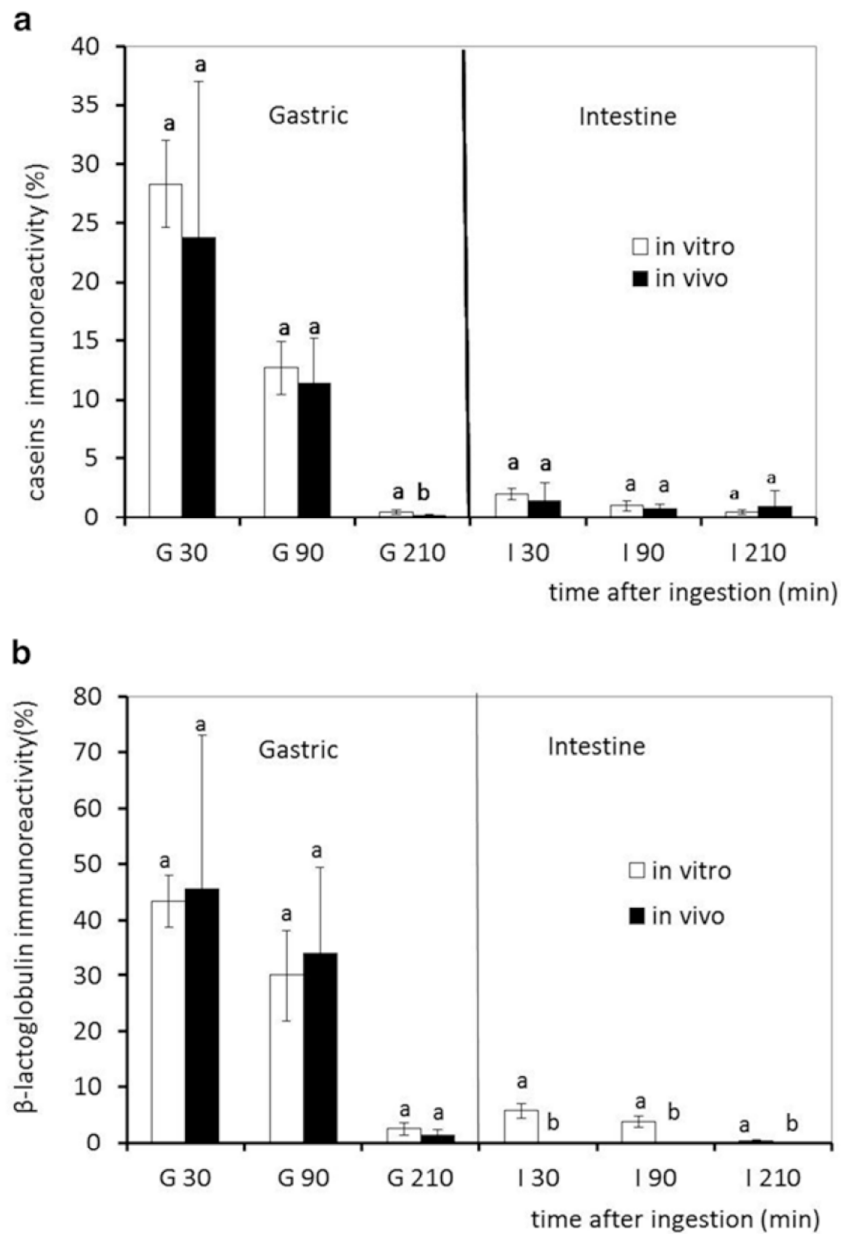 a
40
35
30
25
20
15
10
5
0
caseins immunoreactivity (%)
Gastric
Intestine
in vitro
in vivo
a a
a a
a b
a a
a a
a a
G 30 G 90 G 210 I 30 I 90 I 210
time after ingestion (min)
b
80
70
60
50
40
30
20
10
0
β-lactoglobulin immunoreactivity(%)
Gastric
Intestine
in vitro
in vivo
a a
a a
a a
a b
a b
a b
G 30 G 90 G 210 I 30 I 90 I 210
time after ingestion (min)